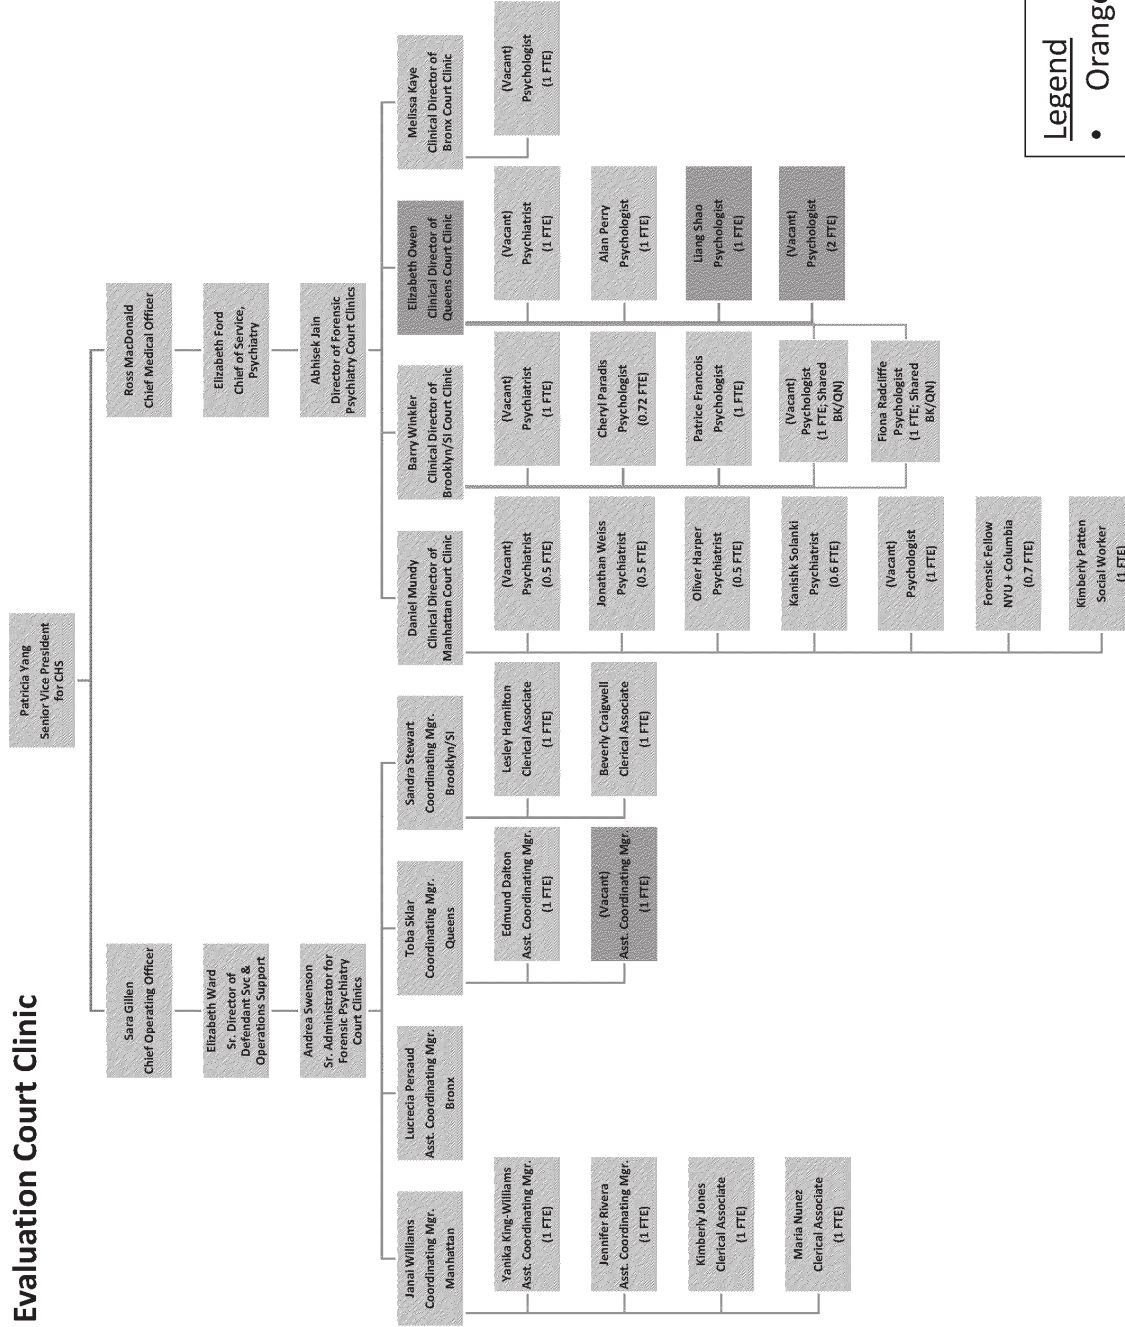 Evaluation Court Clinic
Patricia Yang
Senior Vice President
for CHS
Sara Gillen
Chief Operating Officer
Elizabeth Ward
Sr. Director of
Defendant Svc &
Operations Support
Andrea Swenson
Sr. Administrator for
Forensic Psychiatry
Court Clinics
Janai Williams
Coordinating Mgr.
Manhattan
Yanika King-Williams
Asst. Coordinating Mgr.
(1 FTE)
Jennifer Rivera
Asst. Coordinating Mgr.
(1 FTE)
Kimberly Jones
Clerical Associate
(1 FTE)
Maria Nunez
Clerical Associate
(1 FTE)
Lucrecia Persaud
Asst. Coordinating Mgr.
Bronx
Toba Sklar
Coordinating Mgr.
Queens
Edmund Dalton
Asst. Coordinating Mgr.
(1 FTE)
(Vacant)
Asst. Coordinating Mgr.
(1 FTE)
Sandra Stewart
Coordinating Mgr.
Brooklyn/SI
Lesley Hamilton
Clerical Associate
(1 FTE)
Beverly Craigwell
Clerical Associate
(1 FTE)
Ross MacDonald
Chief Medical Officer
Elizabeth Ford
Chief of Service,
Psychiatry
Abhisek Jain
Director of Forensic
Psychiatry Court Clinics
Daniel Mundy
Clinical Director of
Manhattan Court Clinic
(Vacant)
Psychiatrist
(0.5 FTE)
Jonathan Weiss
Psychiatrist
(0.5 FTE)
Oliver Harper
Psychiatrist
(0.5 FTE)
Kanishk Solanki
Psychiatrist
(0.6 FTE)
(Vacant)
Psychologist
(1 FTE)
Forensic Fellow
NYU + Columbia
(0.7 FTE)
Kimberly Patten
Social Worker
(1 FTE)
Barry Winkler
Clinical Director of
Brooklyn/SI Court Clinic
(Vacant)
Psychiatrist
(1 FTE)
Cheryl Paradis
Psychologist
(0.72 FTE)
Patrice Francois
Psychologist
(1 FTE)
(Vacant)
Psychologist
(1 FTE; Shared
BK/QN)
Fiona Radcliffe
Psychologist
(1 FTE; Shared
BK/QN)
Elizabeth Owen
Clinical Director of
Queens Court Clinic
(Vacant)
Psychiatrist
(1 FTE)
Alan Perry
Psychologist
(1 FTE)
Liang Shao
Psychologist
(1 FTE)
(Vacant)
Psychologist
(2 FTE)
Melissa Kaye
Clinical Director of
Bronx Court Clinic
(Vacant)
Psychologist
(1 FTE)
Legend
• Orange